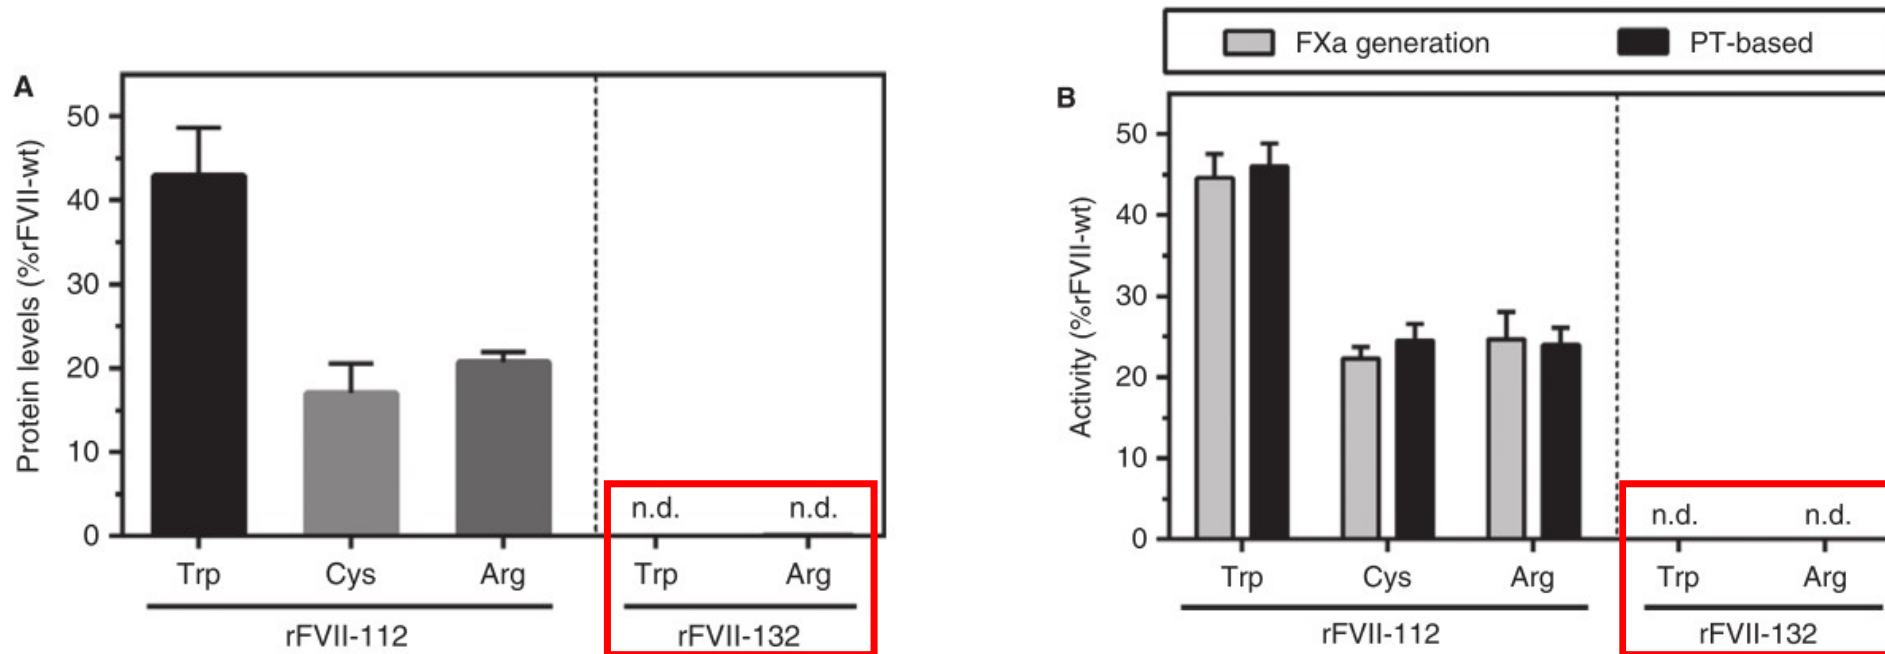 A
Protein levels (%rFVII-wt)
50
40
30
20
10
0
n.d.
n.d.
Trp
Cys
Arg
Trp
Arg
rFVII-112
rFVII-132
FXa generation
PT-based
B
Activity (%rFVII-wt)
50
40
30
20
10
0
n.d.
n.d.
Trp
Cys
Arg
Trp
Arg
rFVII-112
rFVII-132